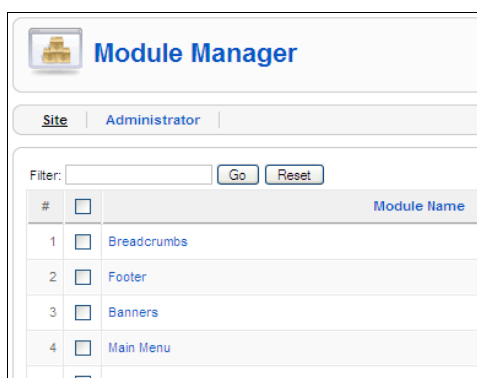 Module Manager
Site Administrator
Filter: Go Reset
# Module Name
1 Breadcrumbs
2 Footer
3 Banners
4 Main Menu